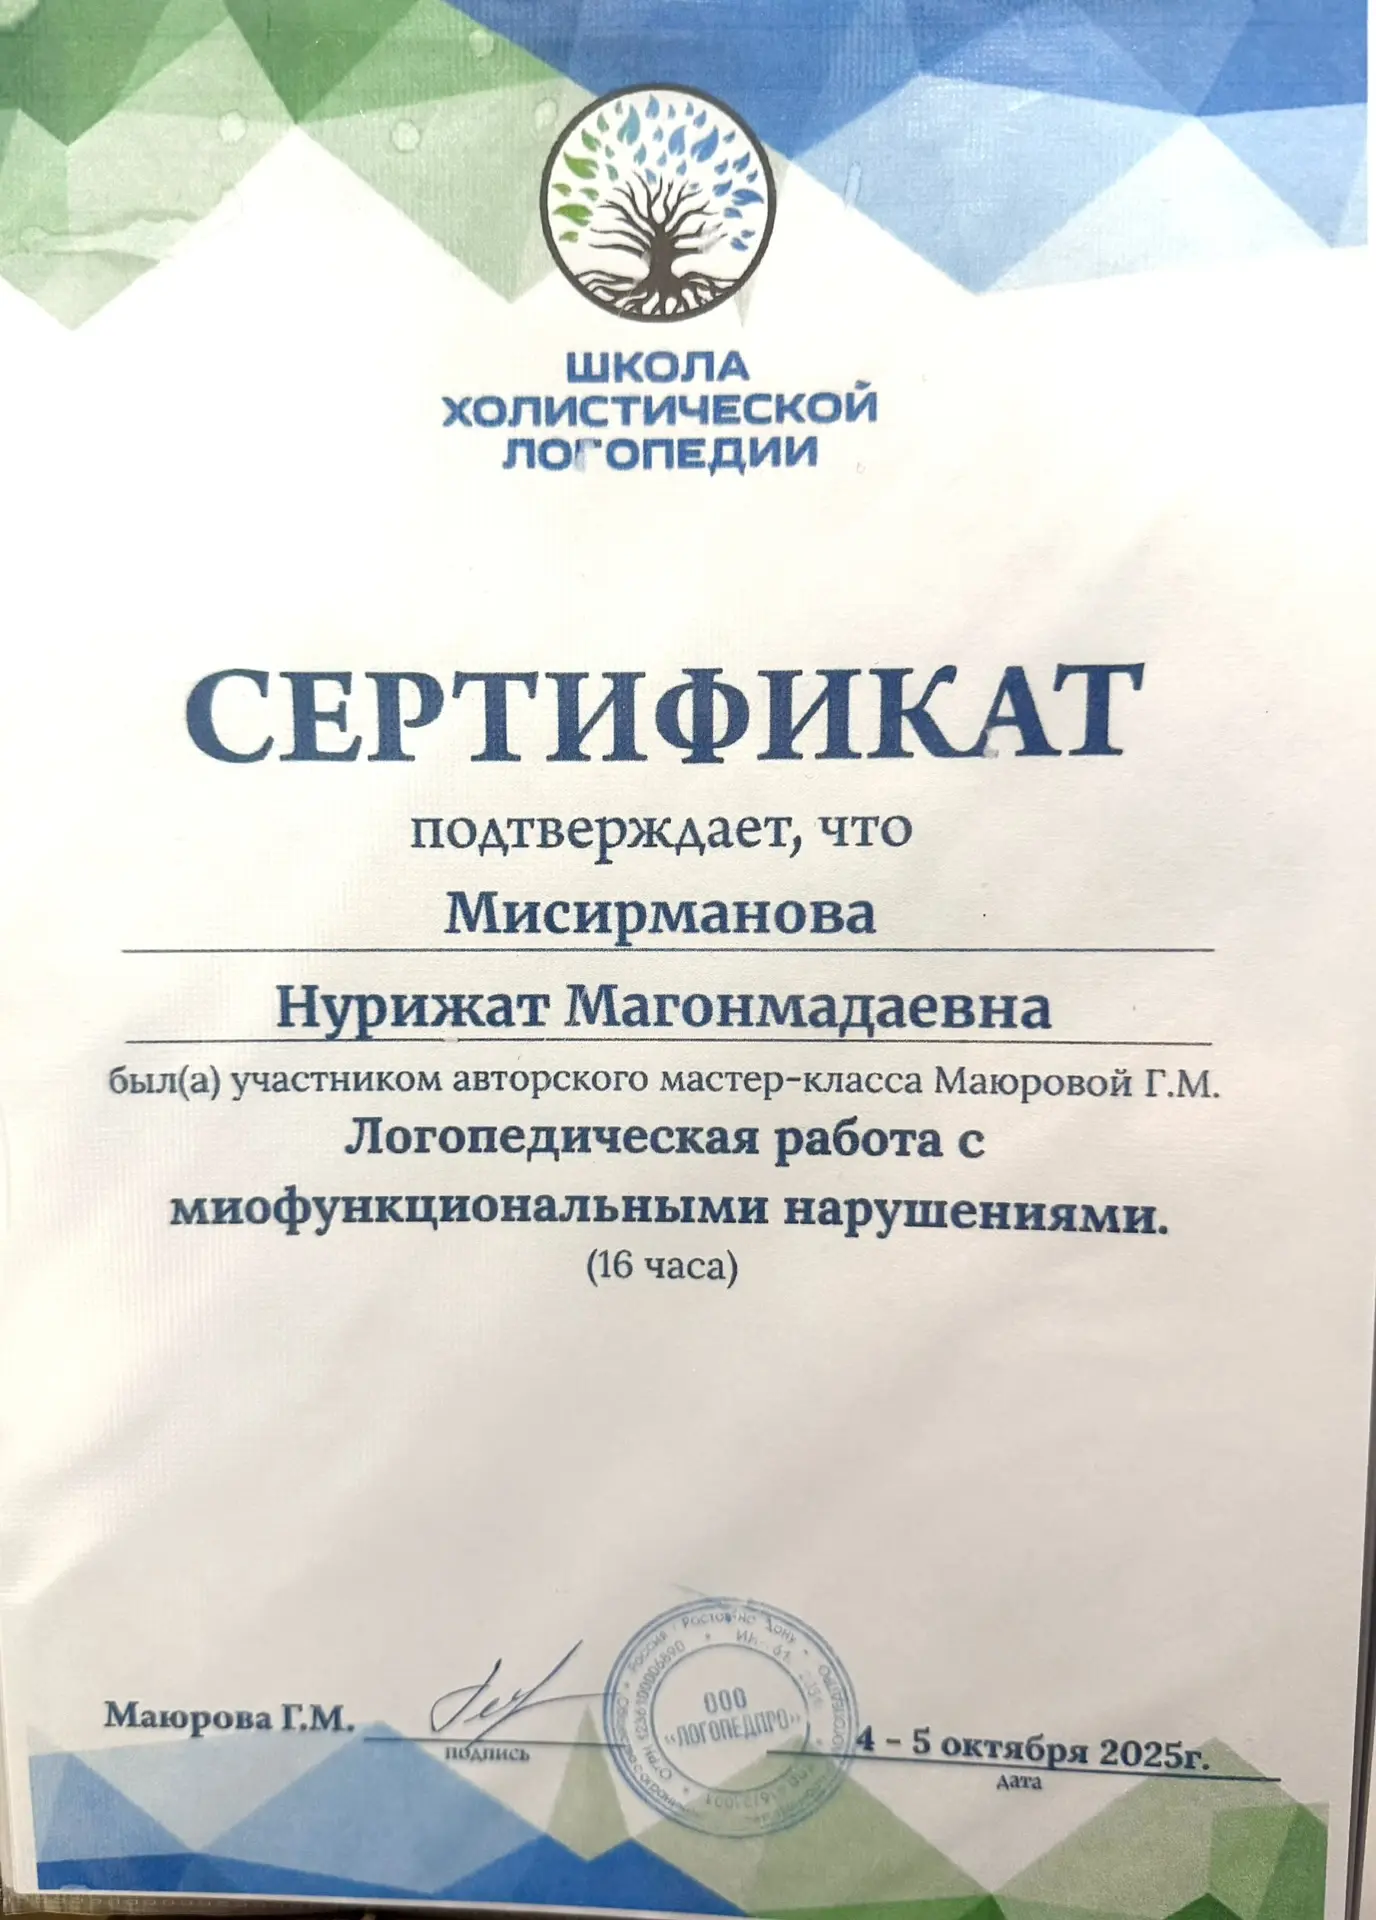 ШКОЛА
ХОЛИСТИЧЕСКОЙ
ЛОГОПЕДИИ
СЕРТИФИКАТ
подтверждает, что
Мисирманова
Нурижат Магонмадаевна
был(а) участником авторского мастер-класса Маюровой Г.М.
Логопедическая работа с
миофункциональными нарушениями.
(16 часа)
Маюрова Г.М.
подпись
ООО
«ЛОГОПЕДПРО»
4 - 5 октября 2025г.
дата